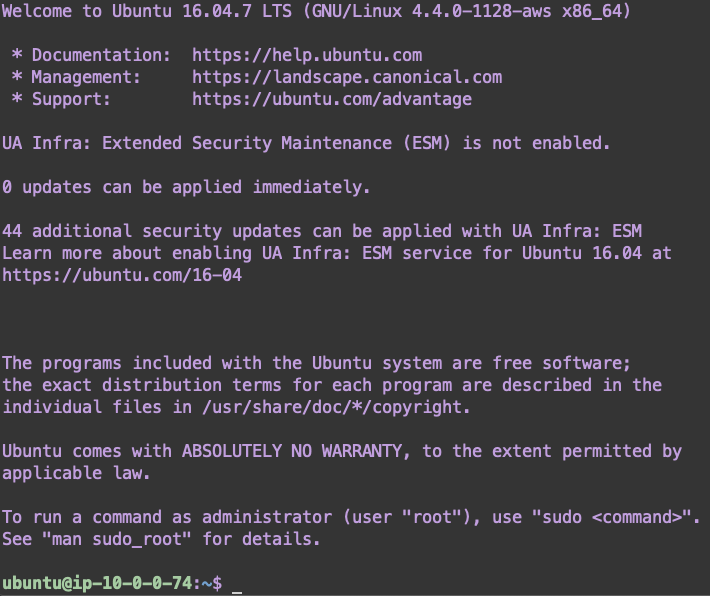 Welcome to Ubuntu 16.04.7 LTS (GNU/Linux 4.4.0-1128-aws x86_64)
* Documentation:  https://help.ubuntu.com
* Management:     https://landscape.canonical.com
* Support:        https://ubuntu.com/advantage
UA Infra: Extended Security Maintenance (ESM) is not enabled.
0 updates can be applied immediately.
44 additional security updates can be applied with UA Infra: ESM
Learn more about enabling UA Infra: ESM service for Ubuntu 16.04 at
https://ubuntu.com/16-04
The programs included with the Ubuntu system are free software;
the exact distribution terms for each program are described in the
individual files in /usr/share/doc/*/copyright.
Ubuntu comes with ABSOLUTELY NO WARRANTY, to the extent permitted by
applicable law.
To run a command as administrator (user "root"), use "sudo <command>".
See "man sudo_root" for details.
ubuntu@ip-10-0-0-74:~$ _